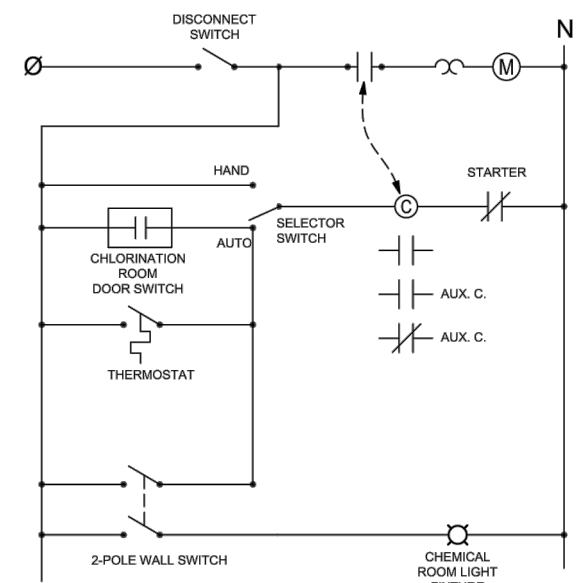 DISCONNECT
SWITCH
N
Ø
M
HAND
STARTER
C
SELECTOR
SWITCH
AUTO
CHLORINATION
ROOM
DOOR SWITCH
AUX. C.
AUX. C.
THERMOSTAT
2-POLE WALL SWITCH
CHEMICAL
ROOM LIGHT
FIXTURE